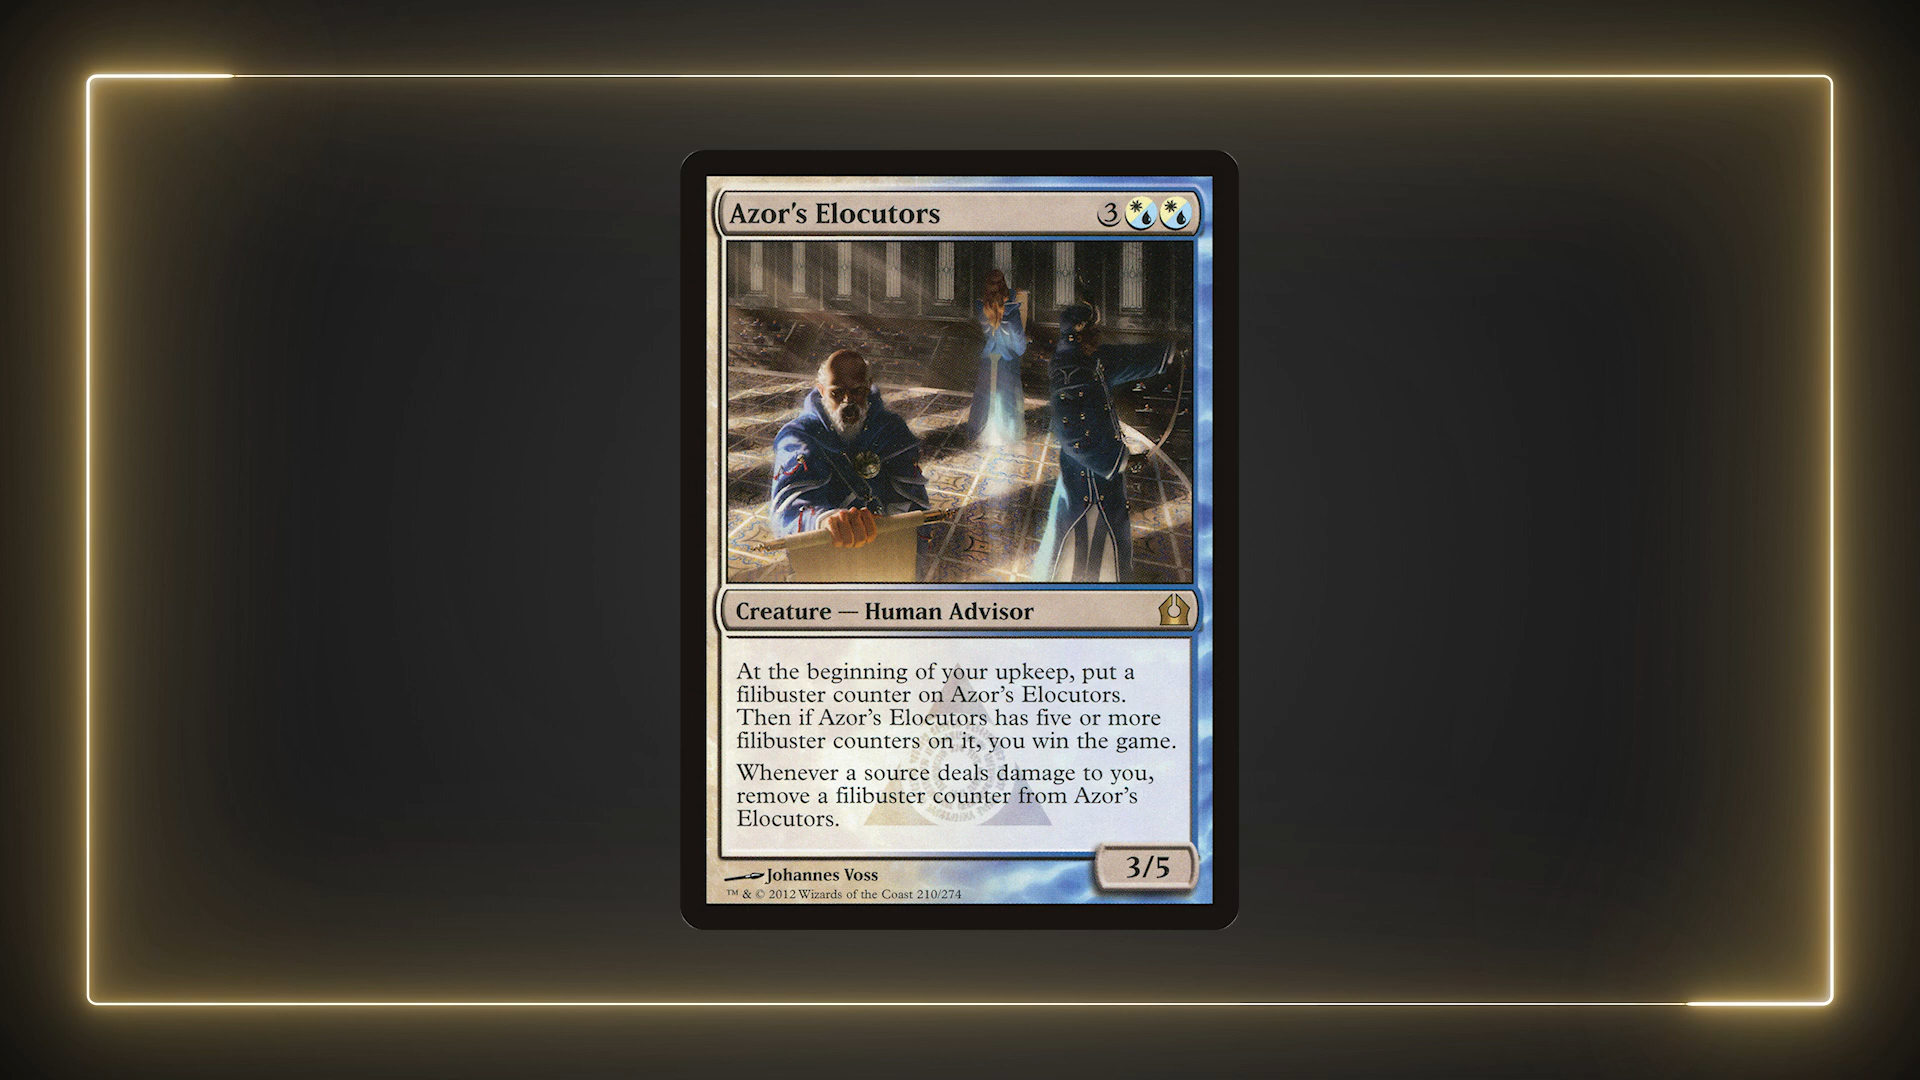 Azor's Elocutors 3
Creature — Human Advisor
At the beginning of your upkeep, put a
filibuster counter on Azor's Elocutors.
Then if Azor's Elocutors has five or more
filibuster counters on it, you win the game.
Whenever a source deals damage to you,
remove a filibuster counter from Azor's
Elocutors.
3/5
Johannes Voss
™ & © 2012 Wizards of the Coast 210/274